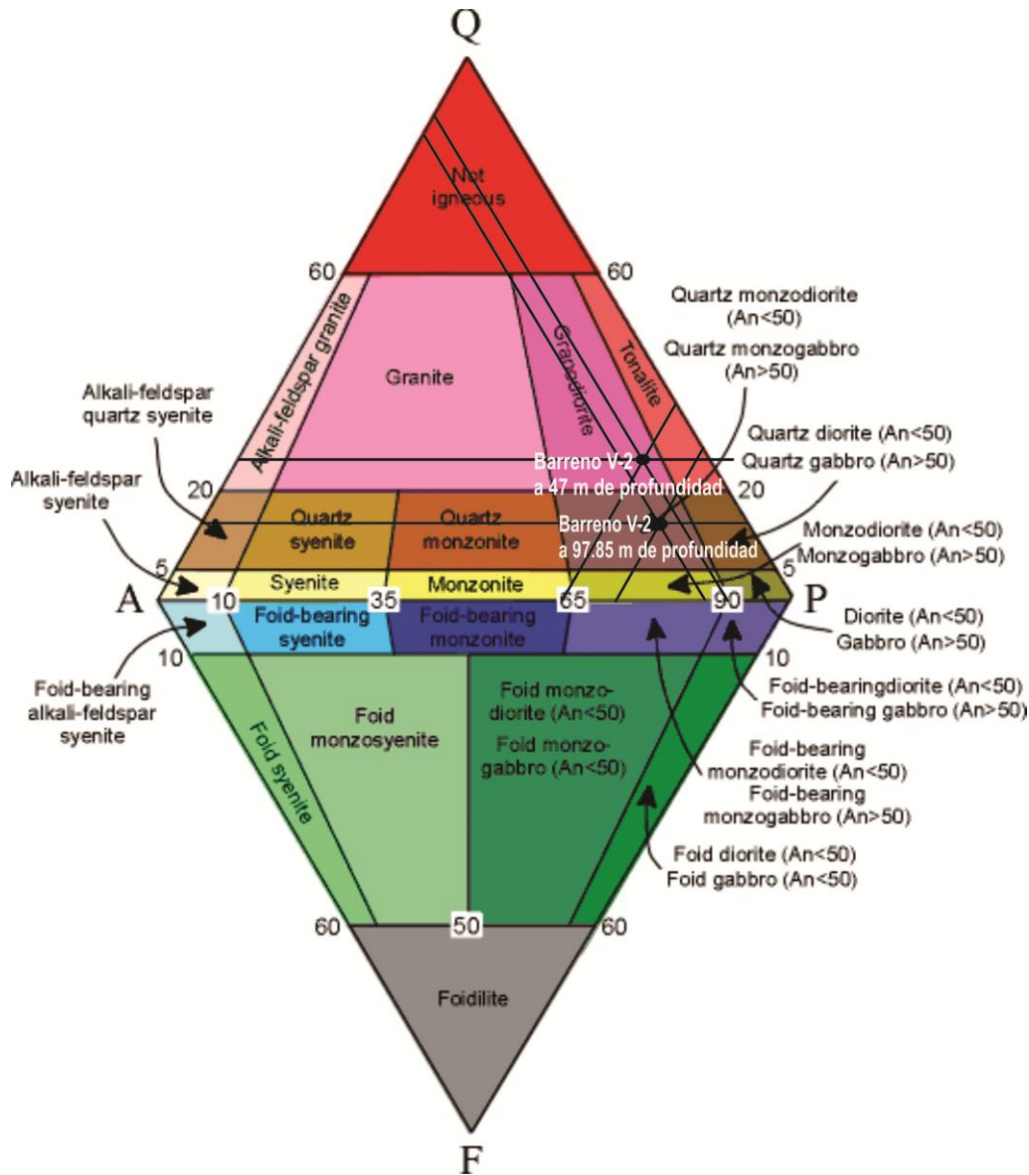 Q
Not
igneous
60
60
Alkali-feldspar granite
Granite
Granodiorite
Tonalite
Quartz monzodiorite
(An<50)
Quartz monzogabbro
(An>50)
Alkali-feldspar
quartz syenite
Quartz diorite (An<50)
Quartz gabbro (An>50)
Alkali-feldspar
syenite
Barreno V-2
a 47 m de profundidad
20
20
Quartz
syenite
Quartz
monzonite
Barreno V-2
a 97.85 m de profundidad
Monzodiorite (An<50)
Monzogabbro (An>50)
5
Syenite
Monzonite
5
A
10
35
65
90
P
Foid-bearing
syenite
Foid-bearing
monzonite
Diorite (An<50)
Gabbro (An>50)
10
10
Foid-bearing
alkali-feldspar
syenite
Foid syenite
Foid
monzosyenite
Foid monzo-
diorite (An<50)
Foid monzo-
gabbro (An<50)
Foid-bearingdiorite (An<50)
Foid-bearing gabbro (An>50)
Foid-bearing
monzodiorite (An<50)
Foid-bearing
monzogabbro (An>50)
Foid diorite (An<50)
Foid gabbro (An<50)
60
50
60
Foidilite
F